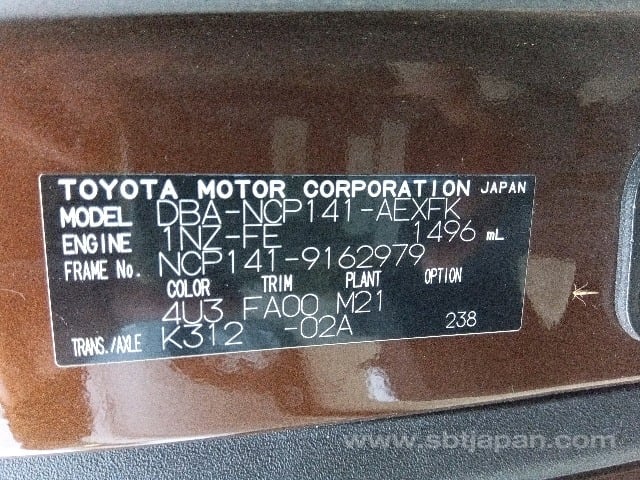 TOYOTA MOTOR CORPORATION JAPAN
MODEL DBA-NCP141-AEXFK
ENGINE 1NZ-FE 1496 mL
FRAME No. NCP141-9162979
COLOR TRIM PLANT OPTION
4U3 FA00 M21
TRANS./AXLE K312 -02A 238
www.sbtjapan.com